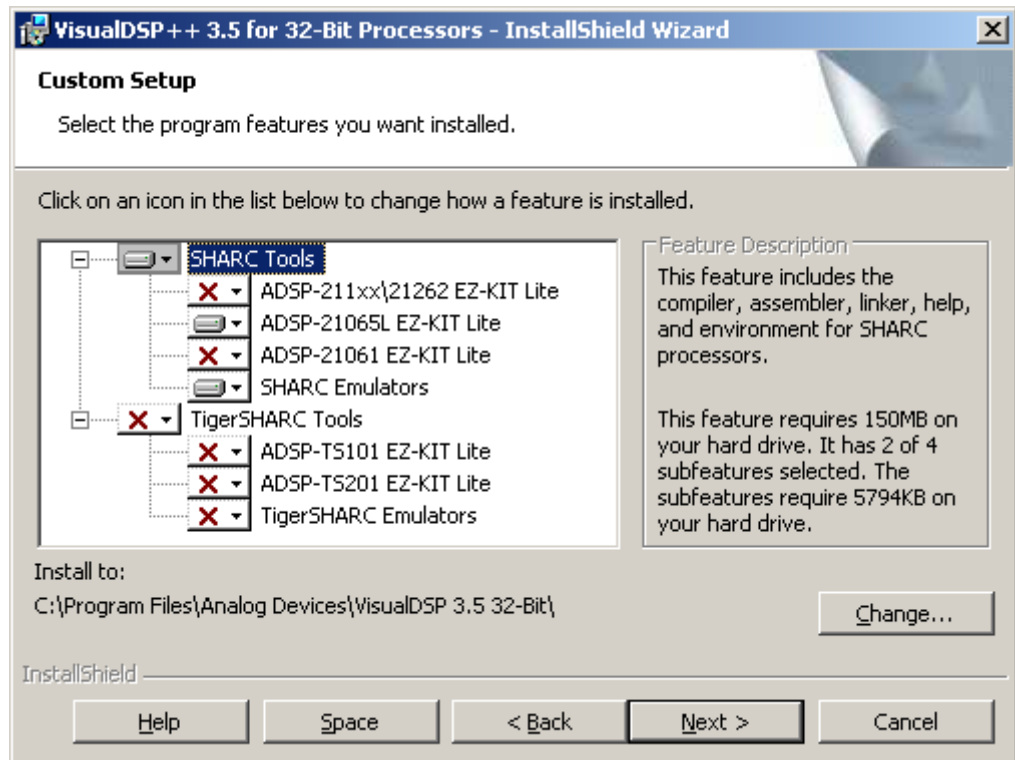 VisualDSP++ 3.5 for 32-Bit Processors - InstallShield Wizard
Custom Setup
Select the program features you want installed.
Click on an icon in the list below to change how a feature is installed.
SHARC Tools
ADSP-211xx\21262 EZ-KIT Lite
ADSP-21065L EZ-KIT Lite
ADSP-21061 EZ-KIT Lite
SHARC Emulators
TigerSHARC Tools
ADSP-TS101 EZ-KIT Lite
ADSP-TS201 EZ-KIT Lite
TigerSHARC Emulators
Feature Description
This feature includes the
compiler, assembler, linker, help,
and environment for SHARC
processors.
This feature requires 150MB on
your hard drive. It has 2 of 4
subfeatures selected. The
subfeatures require 5794KB on
your hard drive.
Install to:
C:\Program Files\Analog Devices\VisualDSP 3.5 32-Bit\
Change...
InstallShield
Help
Space
< Back
Next >
Cancel